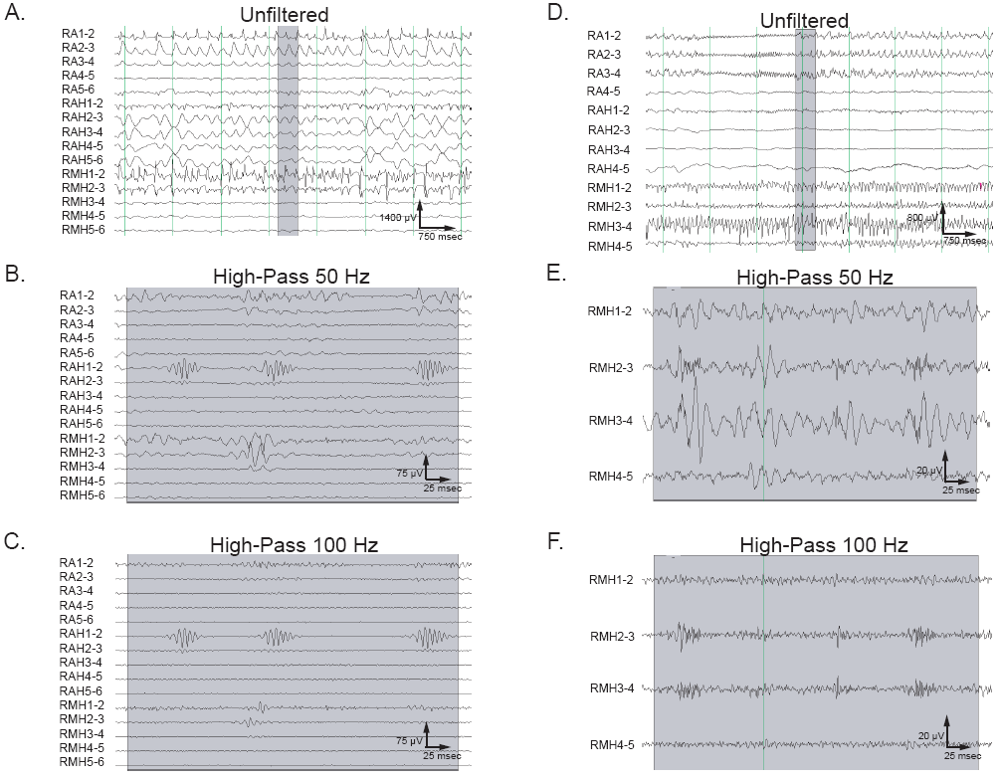 A.
Unfiltered
RA1-2
RA2-3
RA3-4
RA4-5
RA5-6
RAH1-2
RAH2-3
RAH3-4
RAH4-5
RAH5-6
RMH1-2
RMH2-3
RMH3-4
RMH4-5
RMH5-6
1400 µV
750 msec
B.
High-Pass 50 Hz
RA1-2
RA2-3
RA3-4
RA4-5
RA5-6
RAH1-2
RAH2-3
RAH3-4
RAH4-5
RAH5-6
RMH1-2
RMH2-3
RMH3-4
RMH4-5
RMH5-6
75 µV
25 msec
C.
High-Pass 100 Hz
RA1-2
RA2-3
RA3-4
RA4-5
RA5-6
RAH1-2
RAH2-3
RAH3-4
RAH4-5
RAH5-6
RMH1-2
RMH2-3
RMH3-4
RMH4-5
RMH5-6
75 µV
25 msec
D.
Unfiltered
RA1-2
RA2-3
RA3-4
RA4-5
RAH1-2
RAH2-3
RAH3-4
RAH4-5
RMH1-2
RMH2-3
RMH3-4
RMH4-5
800 µV
750 msec
E.
High-Pass 50 Hz
RMH1-2
RMH2-3
RMH3-4
RMH4-5
20 µV
25 msec
F.
High-Pass 100 Hz
RMH1-2
RMH2-3
RMH3-4
RMH4-5
20 µV
25 msec